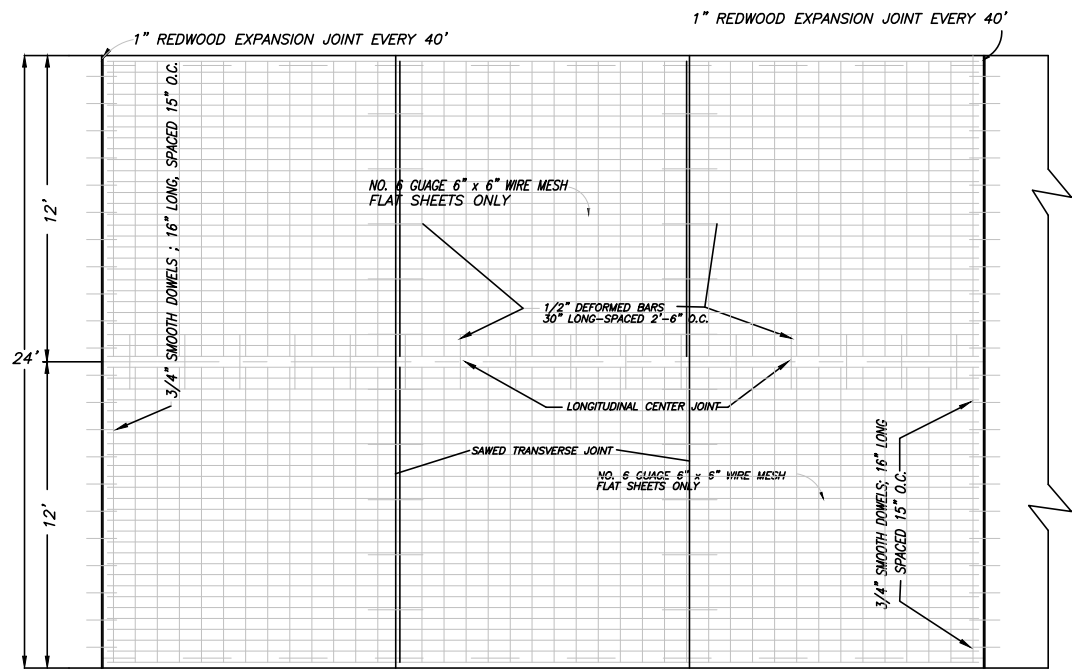 1" REDWOOD EXPANSION JOINT EVERY 40'
1" REDWOOD EXPANSION JOINT EVERY 40'
3/4" SMOOTH DOWELS ; 16" LONG, SPACED 15" O.C.
12'
NO. 6 GUAGE 6" x 6" WIRE MESH
FLAT SHEETS ONLY
1/2" DEFORMED BARS
30" LONG-SPACED 2'-6" O.C.
24'
LONGITUDINAL CENTER JOINT
SAWED TRANSVERSE JOINT
NO. 6 GUAGE 6" x 6" WIRE MESH
FLAT SHEETS ONLY
12'
3/4" SMOOTH DOWELS; 16" LONG
SPACED 15" O.C.